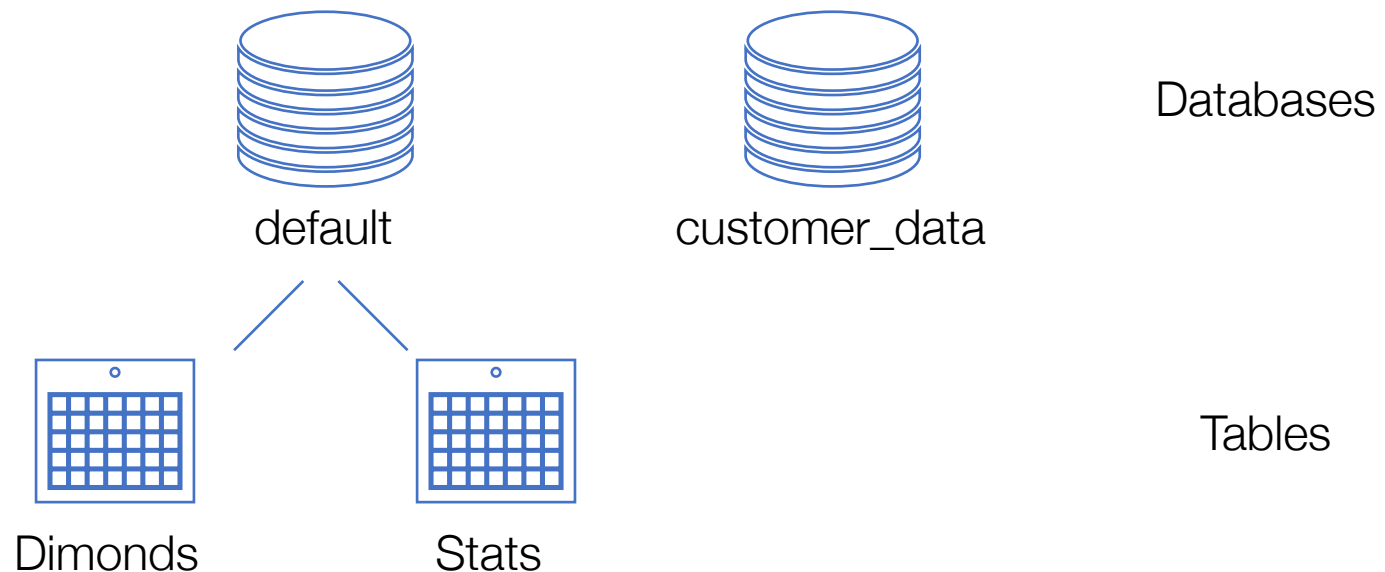 Databases
default
customer_data
Tables
Dimonds
Stats